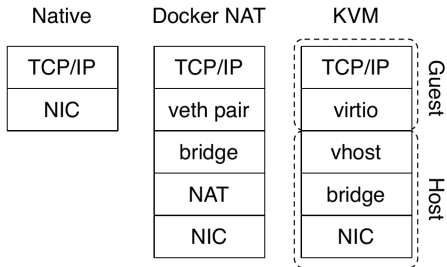 Native
TCP/IP
NIC
Docker NAT
TCP/IP
veth pair
bridge
NAT
NIC
KVM
TCP/IP
virtio
vhost
bridge
NIC
Guest
Host